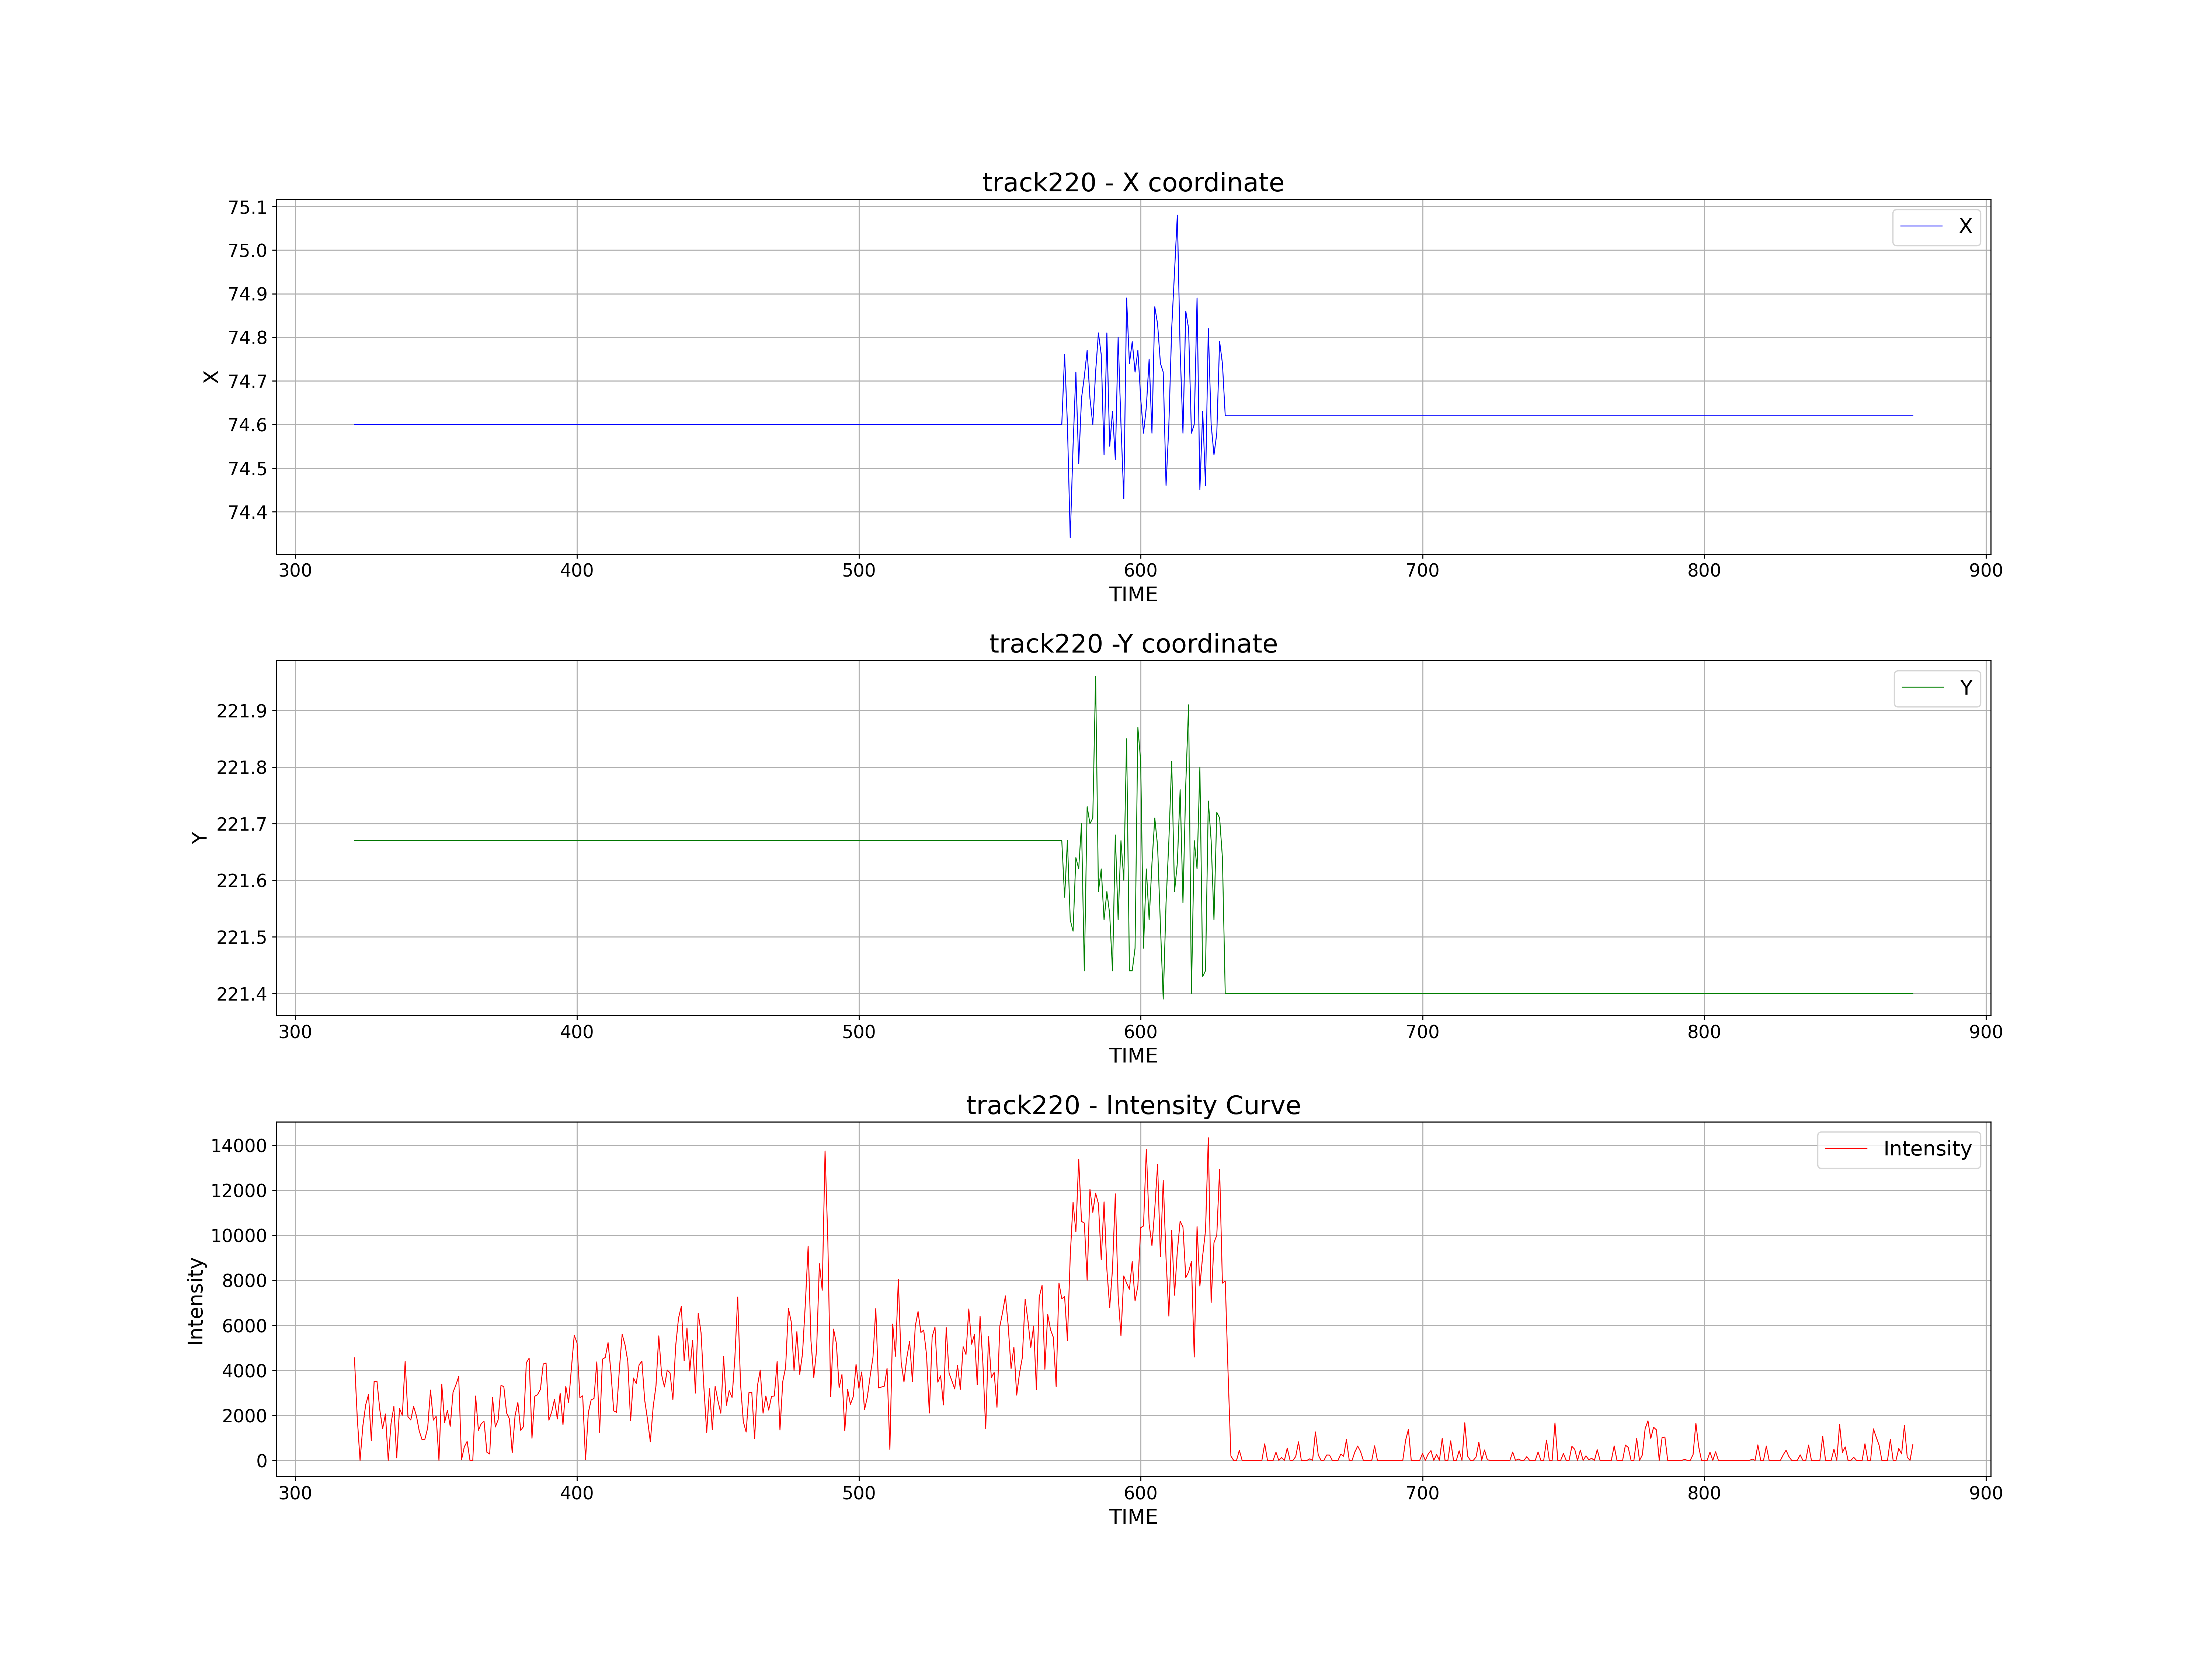 track220 - X coordinate
75.1
75.0
74.9
74.8
74.7
74.6
74.5
74.4
X
X
300 400 500 600 700 800 900
TIME
track220 -Y coordinate
221.9
221.8
221.7
221.6
221.5
221.4
Y
Y
300 400 500 600 700 800 900
TIME
track220 - Intensity Curve
14000
12000
10000
8000
6000
4000
2000
0
Intensity
Intensity
300 400 500 600 700 800 900
TIME